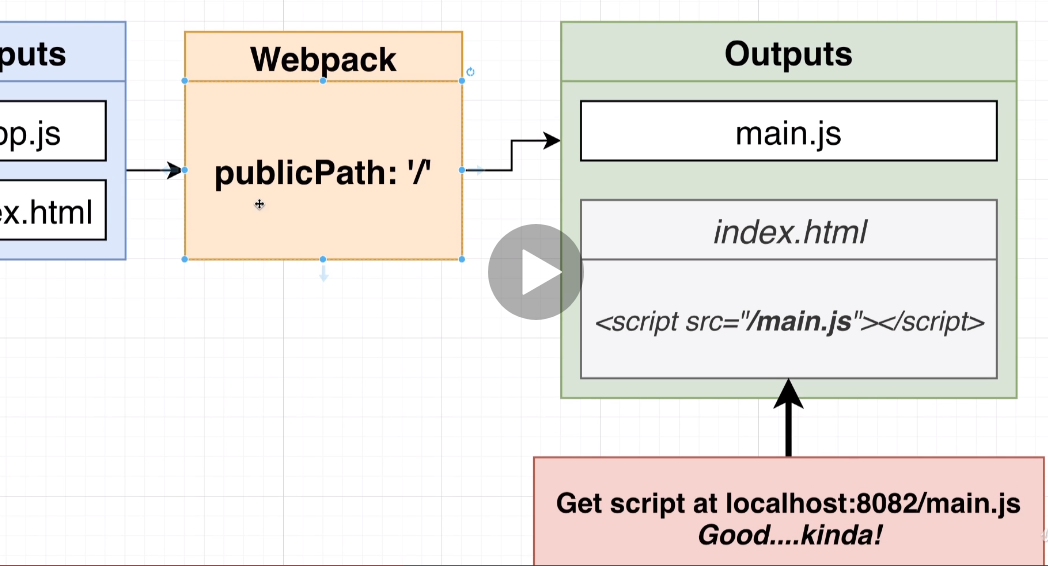 puts
Webpack
Outputs
pp.js
ex.html
publicPath: '/'
main.js
index.html
<script src="/main.js"></script>
Get script at localhost:8082/main.js
Good....kinda!